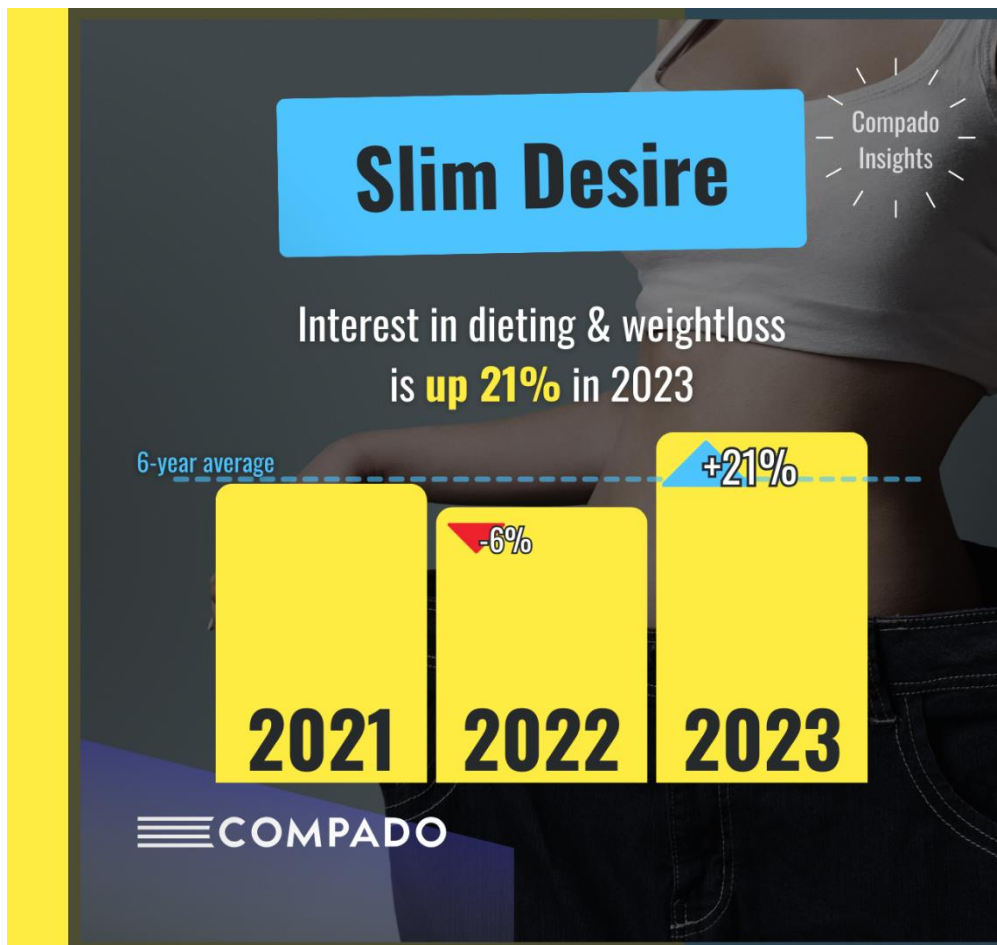 Slim Desire
Compado
Insights
Interest in dieting & weightloss
is up 21% in 2023
6-year average
+21%
-6%
2021 2022 2023
COMPADO